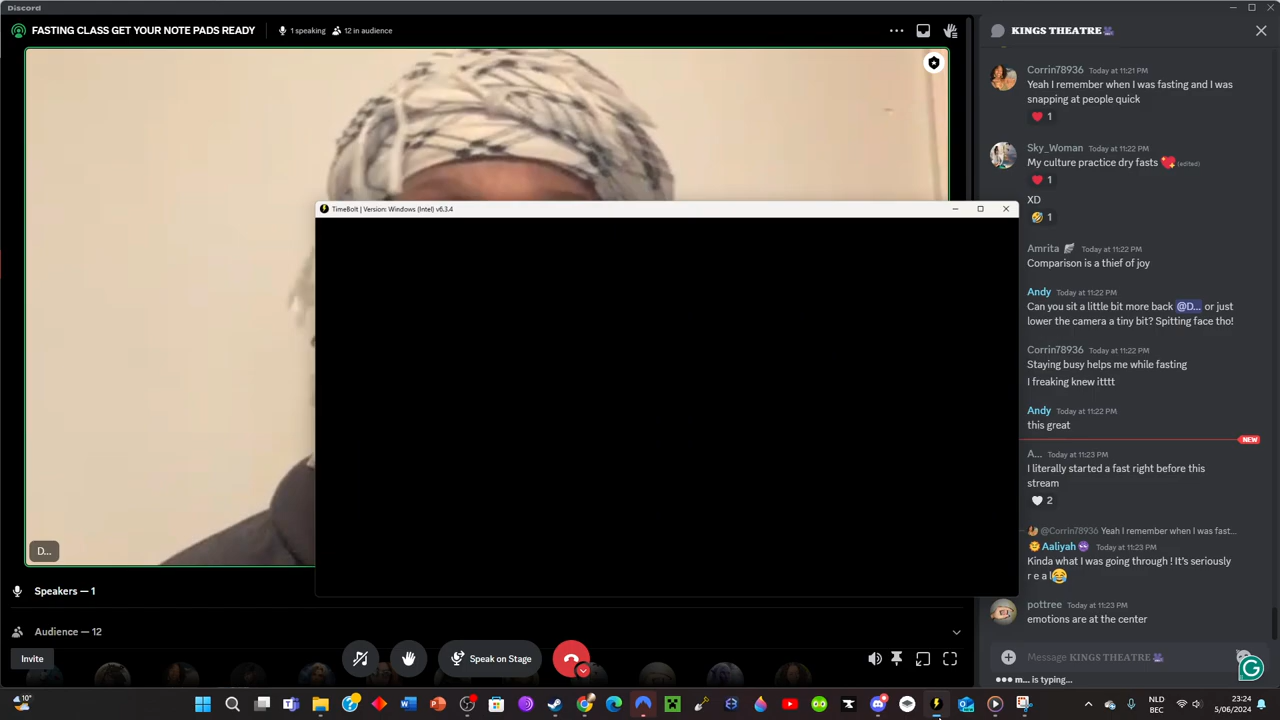 Discord
FASTING CLASS GET YOUR NOTE PADS READY
1 speaking
12 in audience
KINGS THEATRE
Corrin78936 Today at 11:21 PM
Yeah I remember when I was fasting and I was
snapping at people quick
1
Sky_Woman Today at 11:22 PM
My culture practice dry fasts (edited)
1
XD
1
Amrita Today at 11:22 PM
Comparison is a thief of joy
Andy Today at 11:22 PM
Can you sit a little bit more back @D... or just
lower the camera a tiny bit? Spitting face tho!
Corrin78936 Today at 11:22 PM
Staying busy helps me while fasting
I freaking knew itttt
Andy Today at 11:22 PM
this great
NEW
A... Today at 11:23 PM
I literally started a fast right before this
stream
2
@Corrin78936 Yeah I remember when I was fast...
Aaliyah Today at 11:23 PM
Kinda what I was going through ! It's seriously
r e a l
pottree Today at 11:23 PM
emotions are at the center
Message KINGS THEATRE
m... is typing...
TimeBolt | Version: Windows (Intel) v6.3.4
D...
Speakers — 1
Audience — 12
Invite
Speak on Stage
10°
NLD
BEC
23:24
5/06/2024